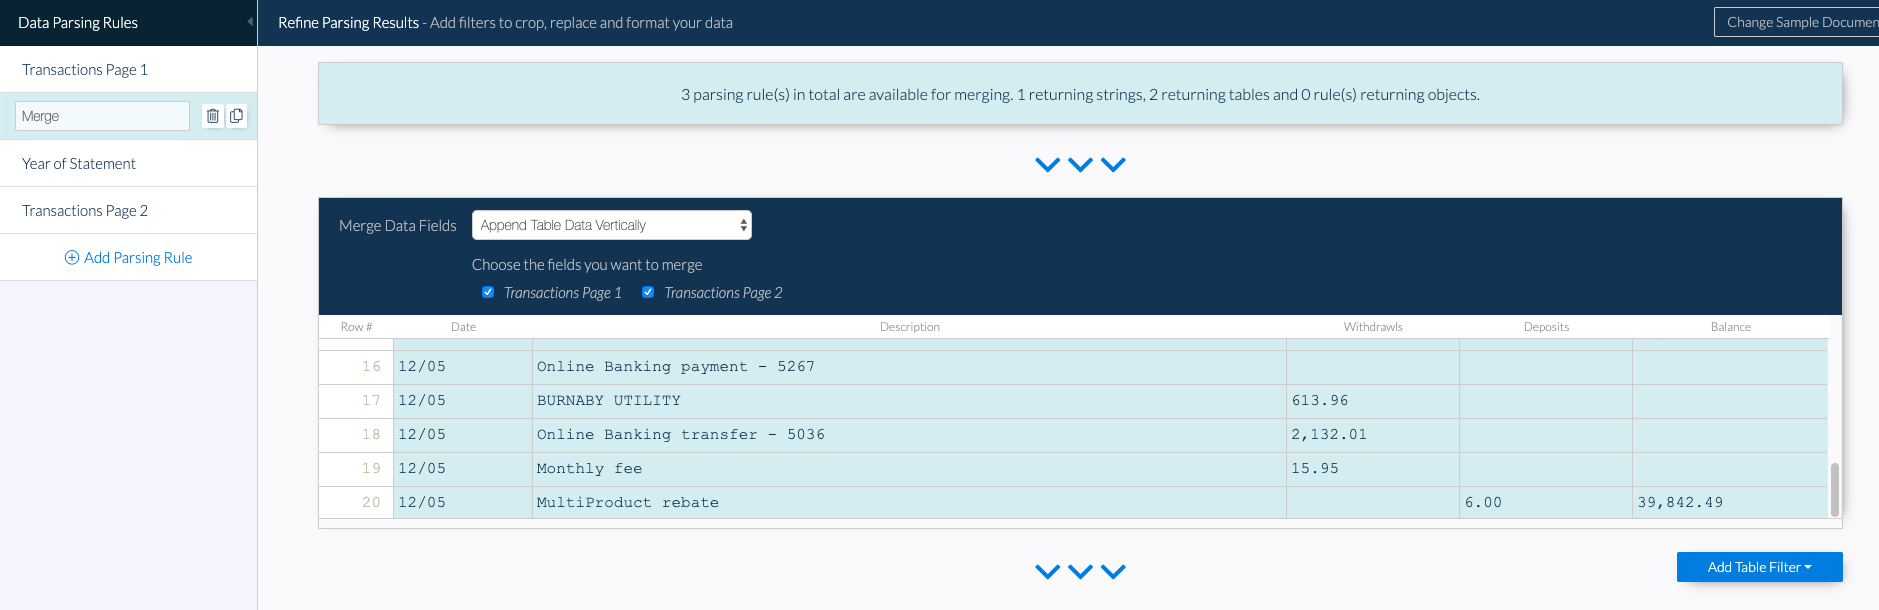 Data Parsing Rules
Refine Parsing Results - Add filters to crop, replace and format your data
Change Sample Documen
Transactions Page 1
Merge
Year of Statement
Transactions Page 2
Add Parsing Rule
3 parsing rule(s) in total are available for merging. 1 returning strings, 2 returning tables and 0 rule(s) returning objects.
Merge Data Fields Append Table Data Vertically
Choose the fields you want to merge
Transactions Page 1 Transactions Page 2
Row # Date Description Withdrawls Deposits Balance
16 12/05 Online Banking payment - 5267
17 12/05 BURNABY UTILITY 613.96
18 12/05 Online Banking transfer - 5036 2,132.01
19 12/05 Monthly fee 15.95
20 12/05 MultiProduct rebate 6.00 39,842.49
Add Table Filter